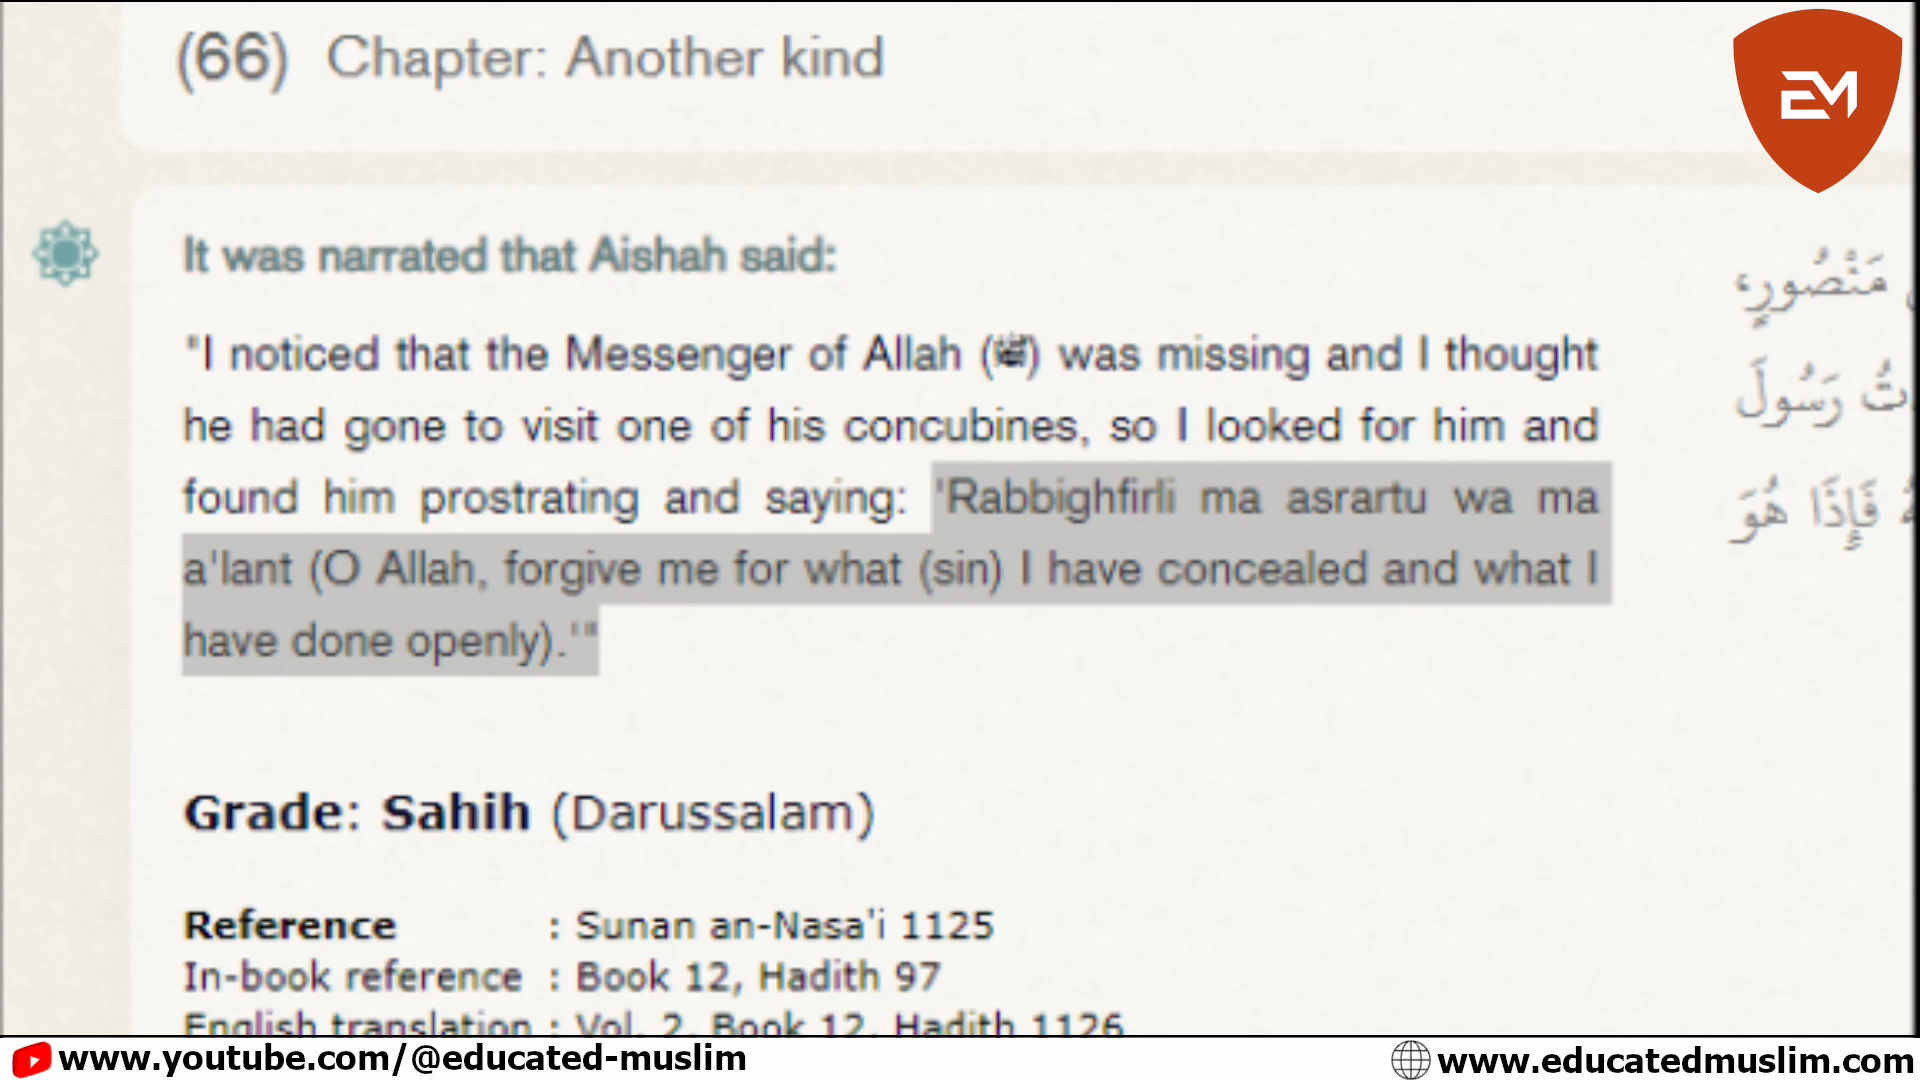 (66) Chapter: Another kind
EM
It was narrated that Aishah said:
"I noticed that the Messenger of Allah (ﷺ) was missing and I thought
he had gone to visit one of his concubines, so I looked for him and
found him prostrating and saying: 'Rabbighfirli ma asrartu wa ma
a'lant (O Allah, forgive me for what (sin) I have concealed and what I
have done openly).'"
مَنْصُورٍ،
رَسُولَ
فَإِذَا هُوَ
Grade: Sahih (Darussalam)
Reference : Sunan an-Nasa'i 1125
In-book reference : Book 12, Hadith 97
English translation : Vol. 2, Book 12, Hadith 1126
www.youtube.com/@educated-muslim
www.educatedmuslim.com